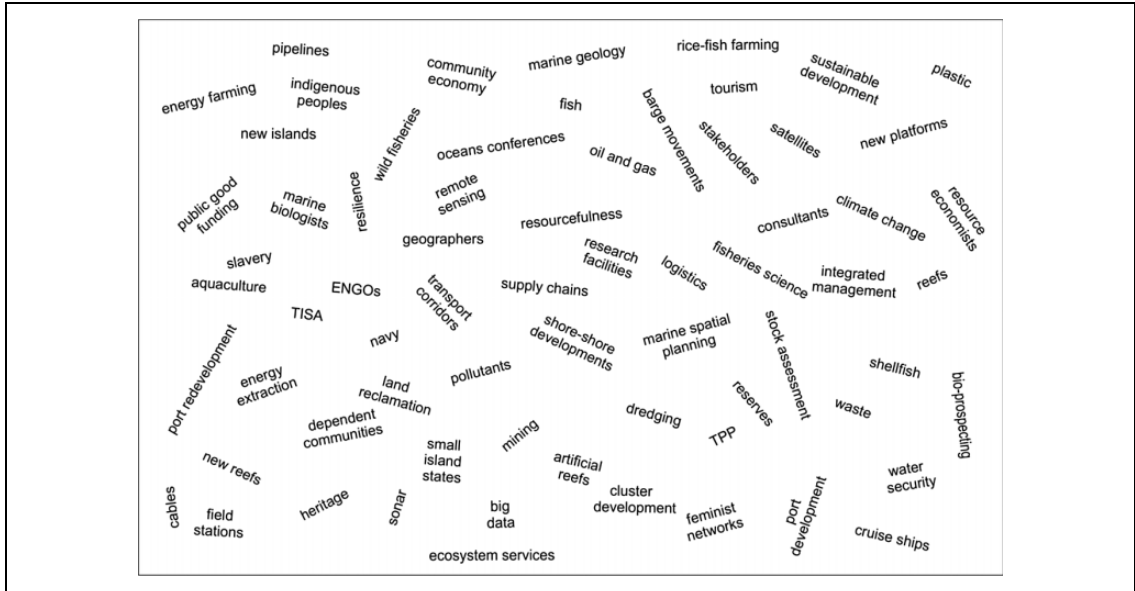 pipelines
community
economy
marine geology
rice-fish farming
sustainable
development
plastic
energy farming
indigenous
peoples
fish
tourism
new islands
wild fisheries
oceans conferences
oil and gas
barge movements
stakeholders
satellites
new platforms
public good
funding
marine
biologists
resilience
remote
sensing
resourcefulness
consultants
climate change
resource
economists
geographers
slavery
aquaculture
ENGOs
transport
corridors
supply chains
research
facilities
logistics
fisheries science
integrated
management
reefs
TISA
navy
shore-shore
developments
marine spatial
planning
stock assessment
shellfish
port redevelopment
energy
extraction
land
reclamation
pollutants
reserves
waste
bio-prospecting
dependent
communities
dredging
TPP
mining
small
island
states
artificial
reefs
new reefs
water
security
cables
field
stations
heritage
sonar
big
data
cluster
development
feminist
networks
port
development
cruise ships
ecosystem services